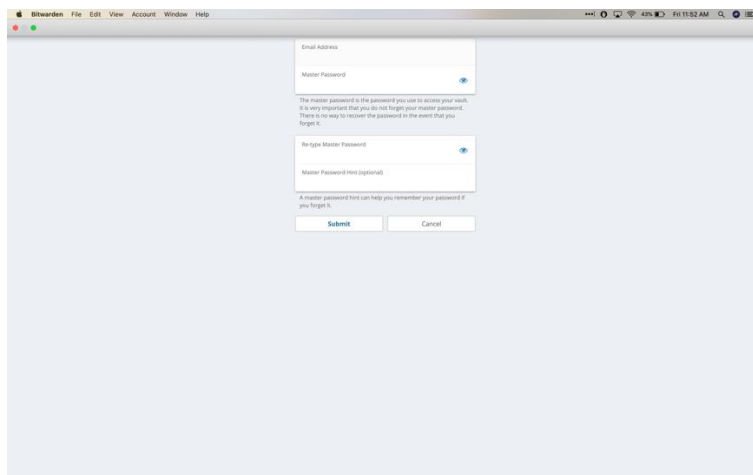 Bitwarden File Edit View Account Window Help 43% Fri 11:52 AM
Email Address
Master Password
The master password is the password you use to access your vault.
It is very important that you do not forget your master password.
There is no way to recover the password in the event that you
forget it.
Re-type Master Password
Master Password Hint (optional)
A master password hint can help you remember your password if
you forget it.
Submit Cancel